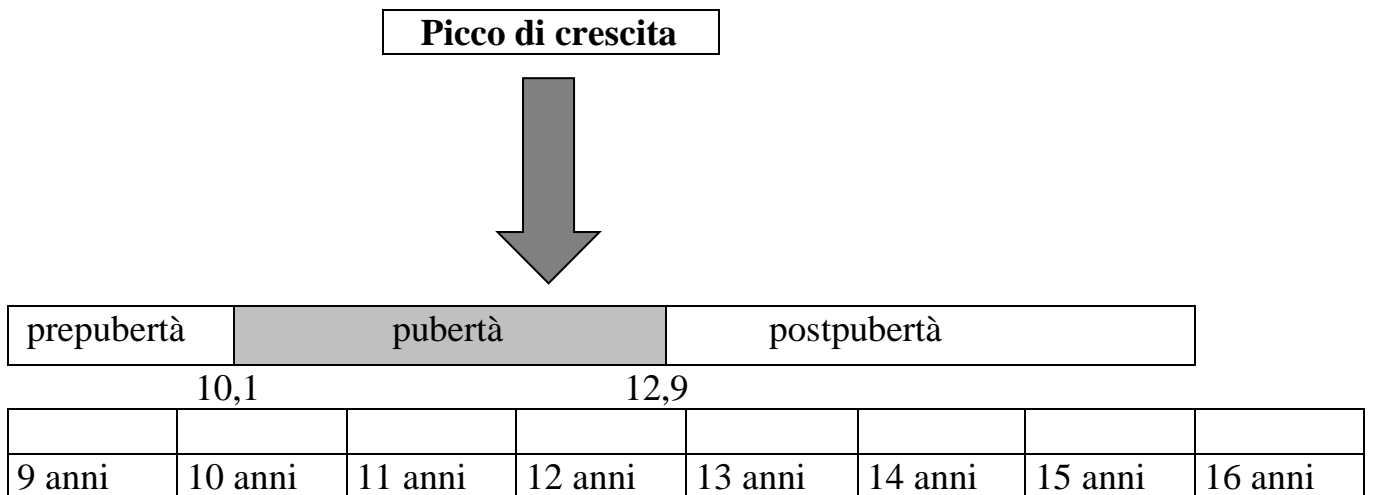 Picco di crescita
prepubertà pubertà postpubertà
10,1 12,9
9 anni 10 anni 11 anni 12 anni 13 anni 14 anni 15 anni 16 anni